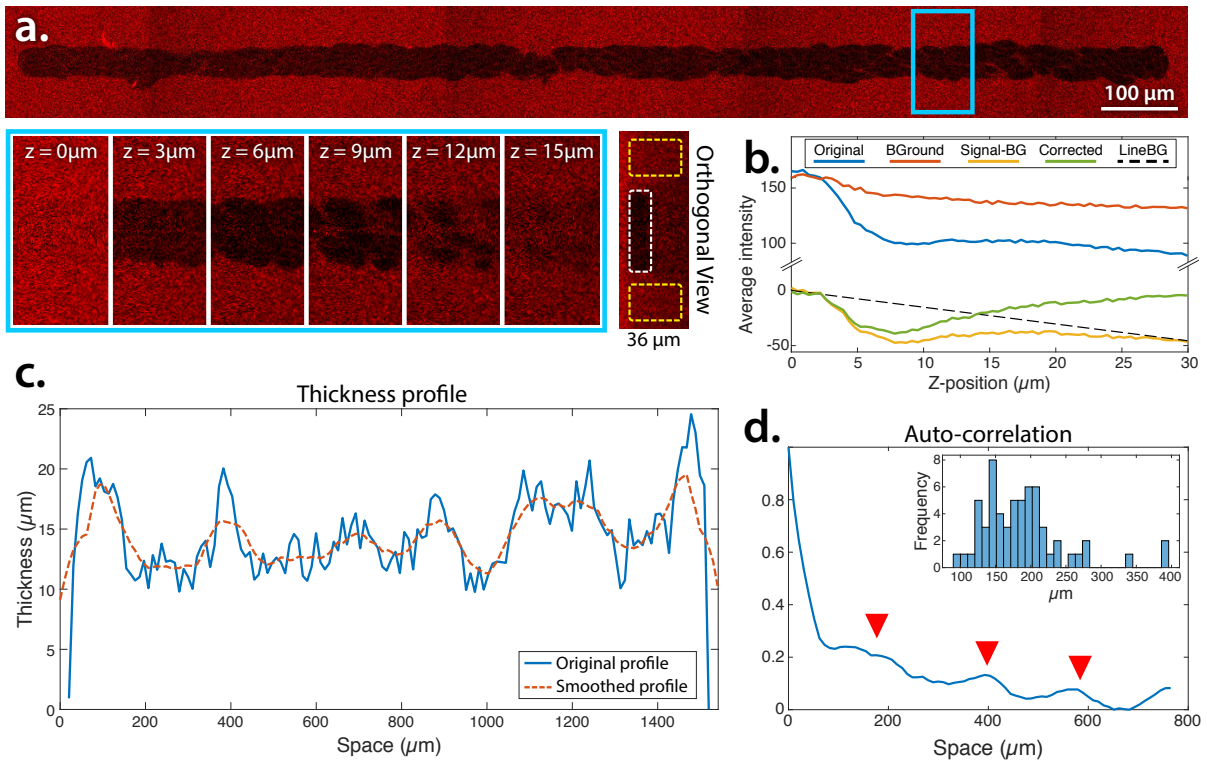 a.
100 µm
z = 0µm z = 3µm z = 6µm z = 9µm z = 12µm z = 15µm
Orthogonal View
36 µm
b.
Original BGround Signal-BG Corrected LineBG
150
100
0
-50
Average intensity
0 5 10 15 20 25 30
Z-position (µm)
c.
Thickness profile
25
20
15
10
5
0
Thickness (µm)
Original profile
Smoothed profile
0 200 400 600 800 1000 1200 1400
Space (µm)
d.
Auto-correlation
1
0.8
0.6
0.4
0.2
0
8
6
4
2
0
Frequency
100 150 200 250 300 350 400
µm
0 200 400 600 800
Space (µm)